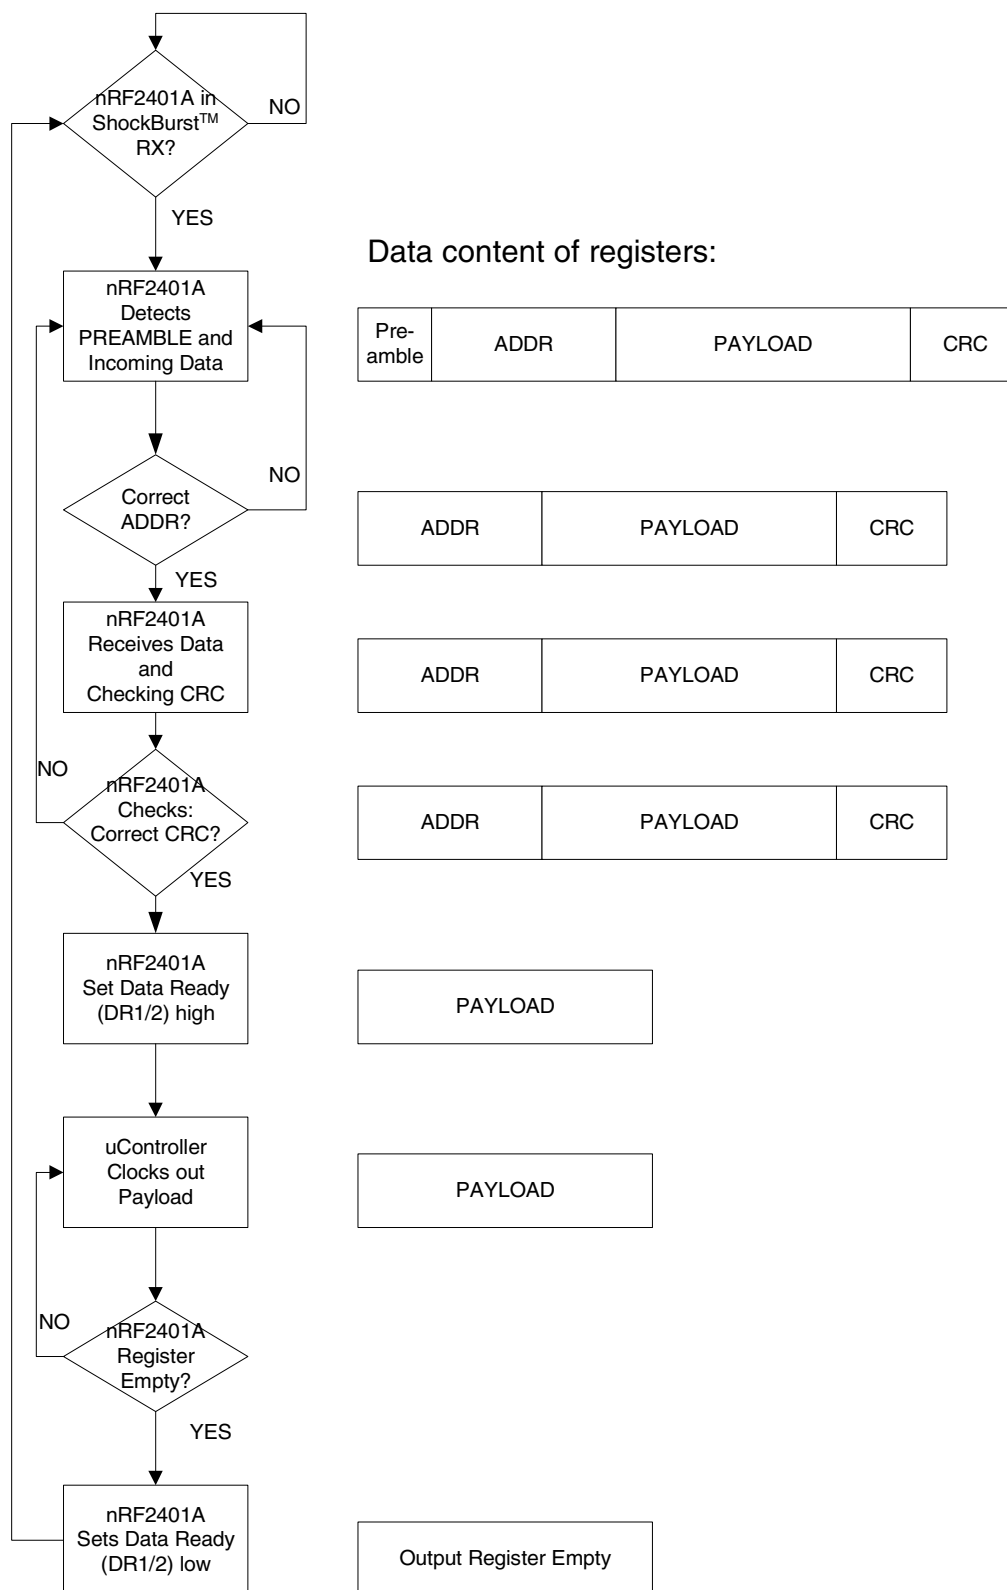 nRF2401A in
ShockBurst™
RX?
NO
YES
Data content of registers:
nRF2401A
Detects
PREAMBLE and
Incoming Data
Pre-
amble
ADDR
PAYLOAD
CRC
NO
Correct
ADDR?
ADDR
PAYLOAD
CRC
YES
nRF2401A
Receives Data
and
Checking CRC
ADDR
PAYLOAD
CRC
NO
nRF2401A
Checks:
Correct CRC?
ADDR
PAYLOAD
CRC
YES
nRF2401A
Set Data Ready
(DR1/2) high
PAYLOAD
uController
Clocks out
Payload
PAYLOAD
NO
nRF2401A
Register
Empty?
YES
nRF2401A
Sets Data Ready
(DR1/2) low
Output Register Empty